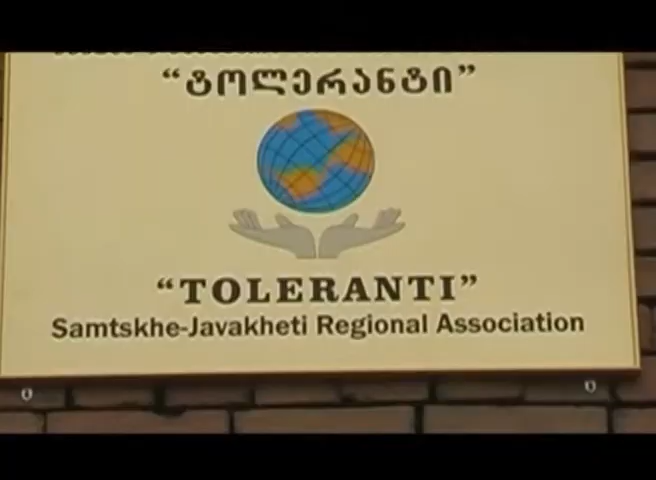 “ტოლერანტი”
“TOLERANTI”
Samtskhe-Javakheti Regional Association